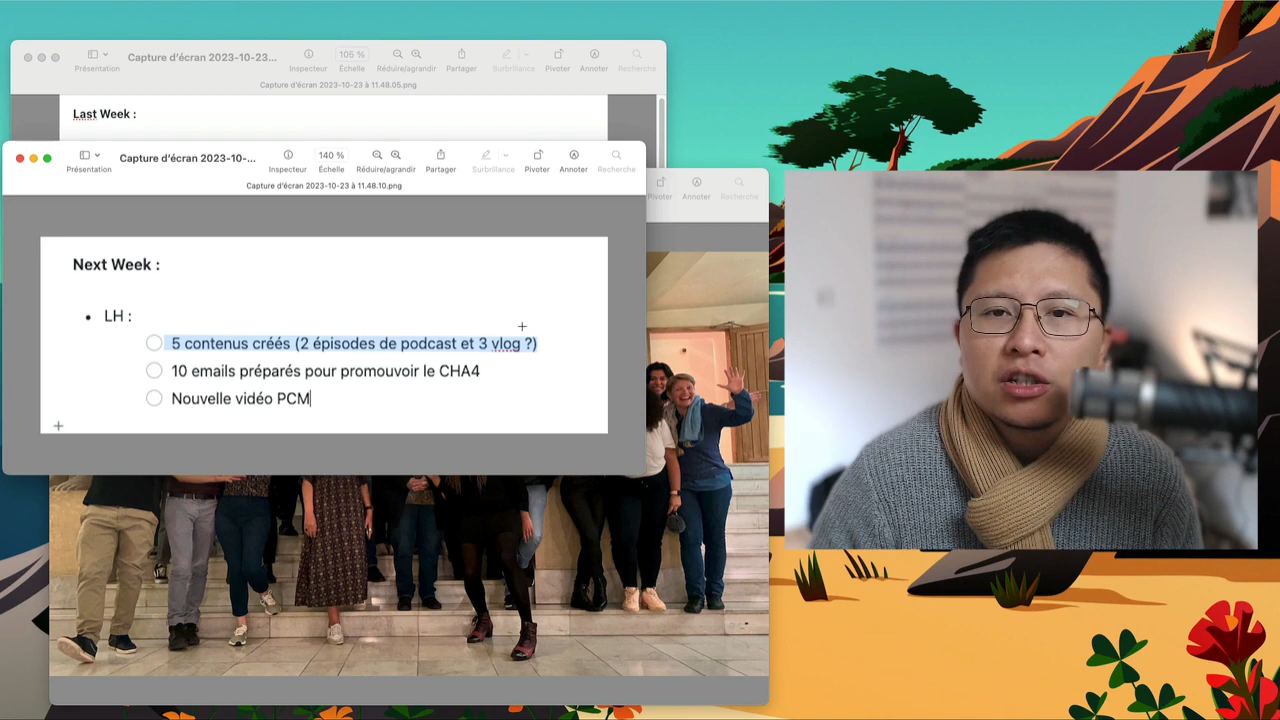 Capture d'écran 2023-10-23...
105 %
Présentation
Inspecteur
Échelle
Réduire/agrandir
Partager
Surbrillance
Pivoter
Annoter
Recherche
Capture d'écran 2023-10-23 à 11.48.05.png
Last Week :
Capture d'écran 2023-10-...
140 %
Présentation
Inspecteur
Échelle
Réduire/agrandir
Partager
Surbrillance
Pivoter
Annoter
Recherche
Capture d'écran 2023-10-23 à 11.48.10.png
Pivoter
Annoter
Recherche
Next Week :
• LH :
5 contenus créés (2 épisodes de podcast et 3 vlog ?)
10 emails préparés pour promouvoir le CHA4
Nouvelle vidéo PCM